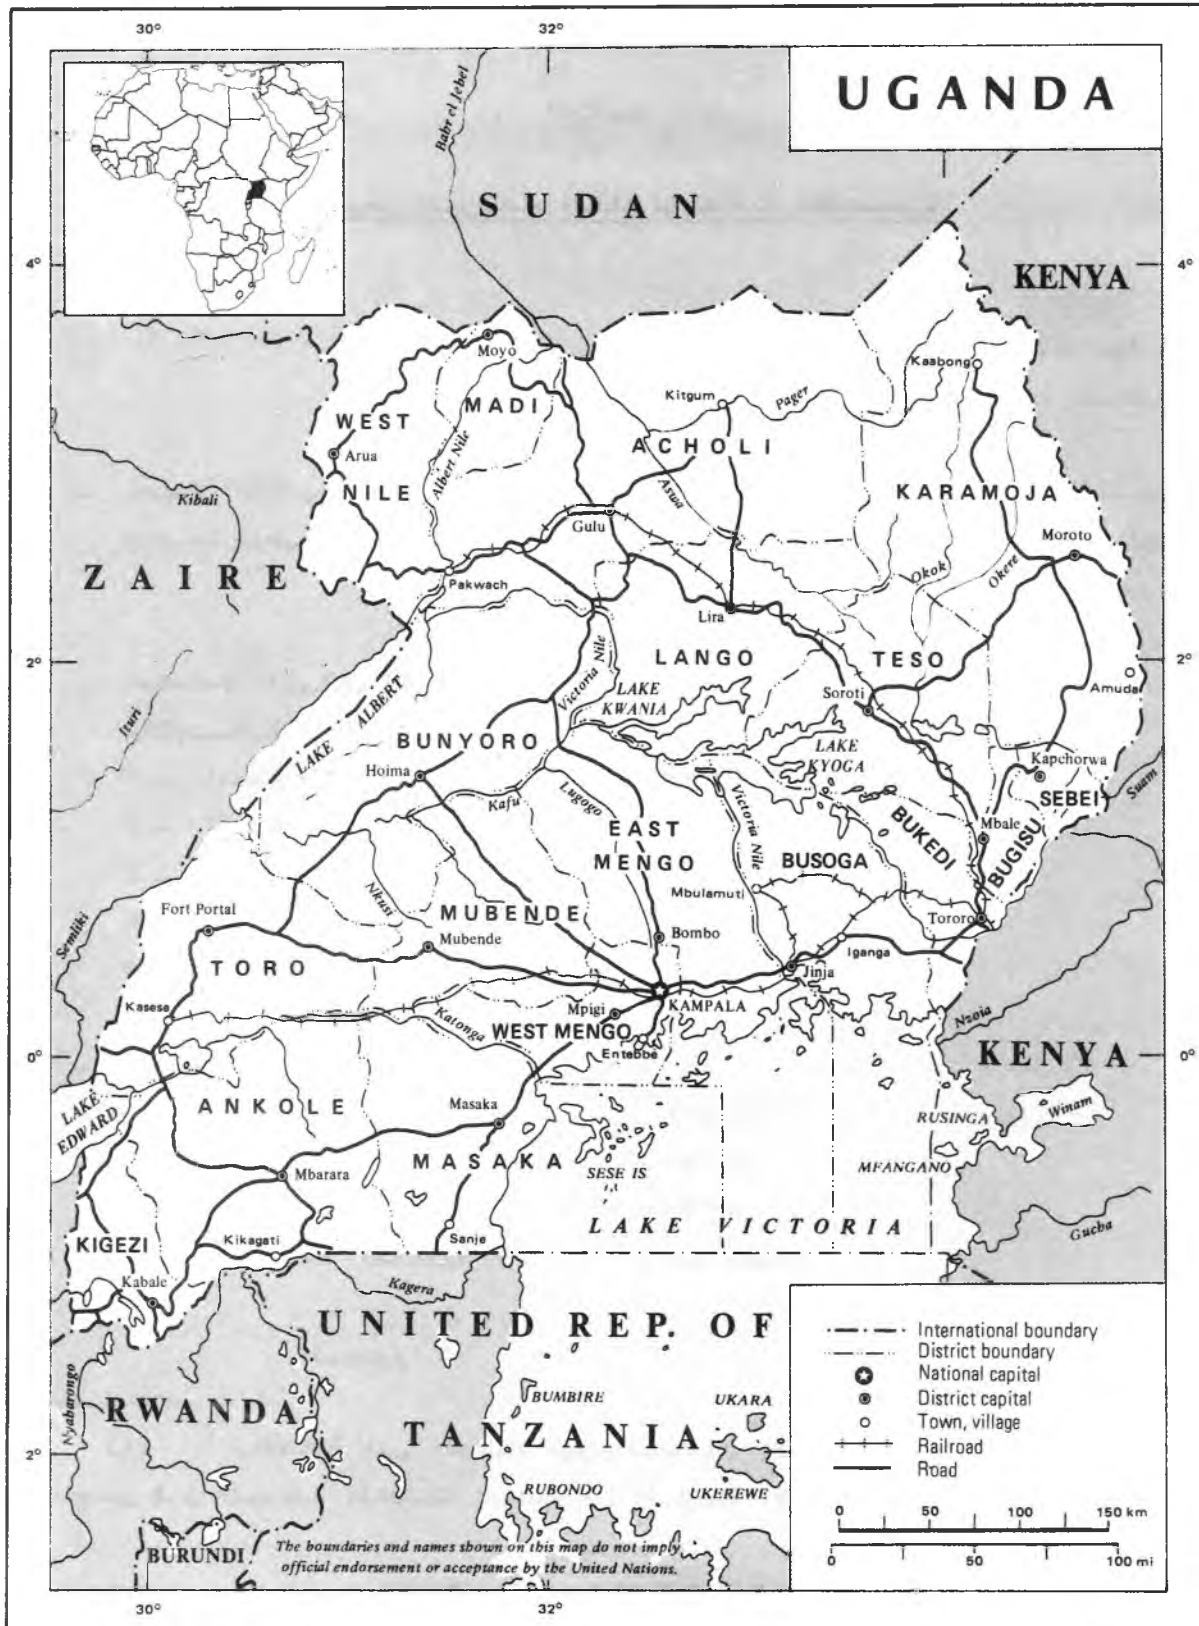 30°
32°
UGANDA
Bahr el Jebel
SUDAN
4°
4°
KENYA
Moyo
Kaabong
Kitgum
Pager
MADI
WEST
ACHOLI
Arua
Albert Nile
NILE
Aswa
KARAMOJA
Kibali
Gulu
Moroto
ZAIRE
Pakwach
Okok
Okere
Lira
2°
2°
LANGO
TESO
Victoria Nile
LAKE
KWANIA
Soroti
Amuda
Ituri
LAKE ALBERT
BUNYORO
LAKE
KYOGA
Kapchorwa
Hoima
Suam
SEBEI
Kafu
Lugogo
Victoria Nile
EAST
MENGO
BUKEDI
Mbale
BUGISU
BUSOGA
Mbulamuti
Nkusi
Fort Portal
MUBENDE
Tororo
Semliki
Mubende
Bombo
Iganga
TORO
Jinja
Kasese
KAMPALA
Mpigi
Katonga
WEST MENGO
Nzoia
Entebbe
0°
0°
KENYA
LAKE
EDWARD
ANKOLE
Masaka
Winam
RUSINGA
MASAKA
Mbarara
SESE IS
MFANGANO
LAKE VICTORIA
Gucha
KIGEZI
Kikagati
Sanje
Kabale
Kagera
UNITED REP. OF
International boundary
District boundary
National capital
District capital
Town, village
Railroad
Road
Nyabarongo
RWANDA
BUMBIRE
UKARA
TANZANIA
2°
RUBONDO
UKEREWE
0 50 100 150 km
0 50 100 mi
BURUNDI
The boundaries and names shown on this map do not imply
official endorsement or acceptance by the United Nations.
30°
32°